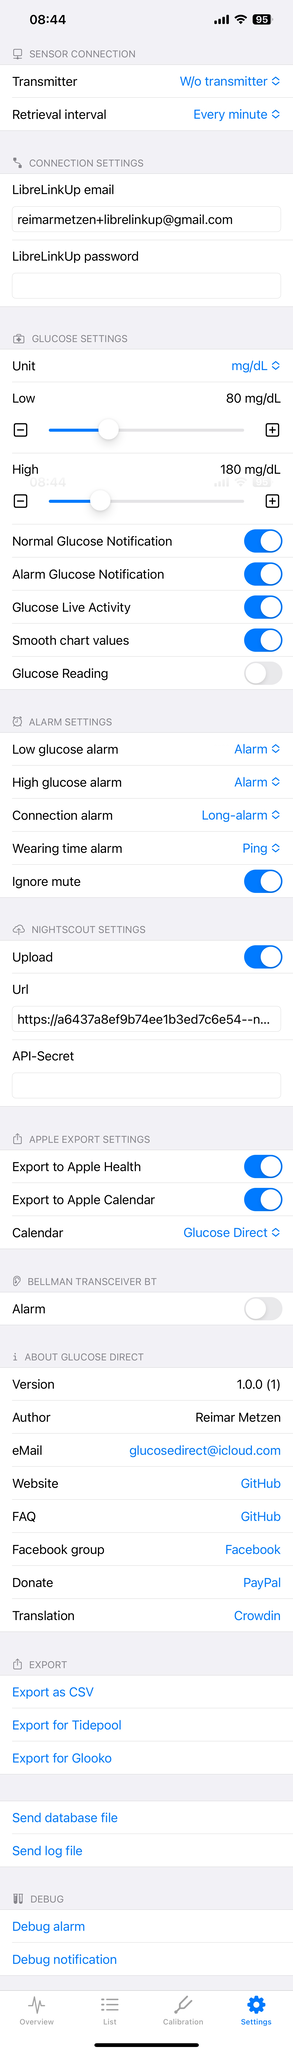 08:44
95
SENSOR CONNECTION
Transmitter W/o transmitter
Retrieval interval Every minute
CONNECTION SETTINGS
LibreLinkUp email
reimarmetzen+librelinkup@gmail.com
LibreLinkUp password
GLUCOSE SETTINGS
Unit mg/dL
Low 80 mg/dL
High 180 mg/dL
08:44
95
Normal Glucose Notification
Alarm Glucose Notification
Glucose Live Activity
Smooth chart values
Glucose Reading
ALARM SETTINGS
Low glucose alarm Alarm
High glucose alarm Alarm
Connection alarm Long-alarm
Wearing time alarm Ping
Ignore mute
NIGHTSCOUT SETTINGS
Upload
Url
https://a6437a8ef9b74ee1b3ed7c6e54--n...
API-Secret
APPLE EXPORT SETTINGS
Export to Apple Health
Export to Apple Calendar
Calendar Glucose Direct
BELLMAN TRANSCEIVER BT
Alarm
ABOUT GLUCOSE DIRECT
Version 1.0.0 (1)
Author Reimar Metzen
eMail glucosedirect@icloud.com
Website GitHub
FAQ GitHub
Facebook group Facebook
Donate PayPal
Translation Crowdin
EXPORT
Export as CSV
Export for Tidepool
Export for Glooko
Send database file
Send log file
DEBUG
Debug alarm
Debug notification
Overview List Calibration Settings